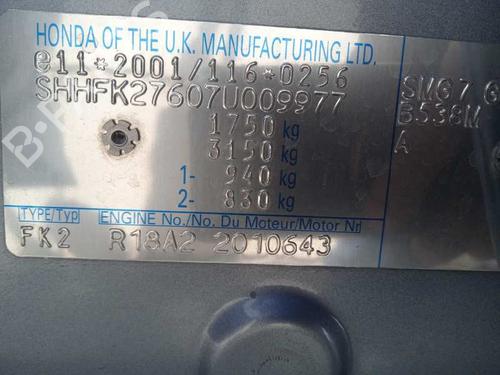 HONDA OF THE U.K. MANUFACTURING LTD.
e11*2001/116*0256
SHHFK27607U009977
1750 kg
3150 kg
1- 940 kg
2- 830 kg
SMG7 G
B538M
A
TYPE/Typ ENGINE No./No. Du Moteur/Motor Nr
FK2 R18A2 2010643